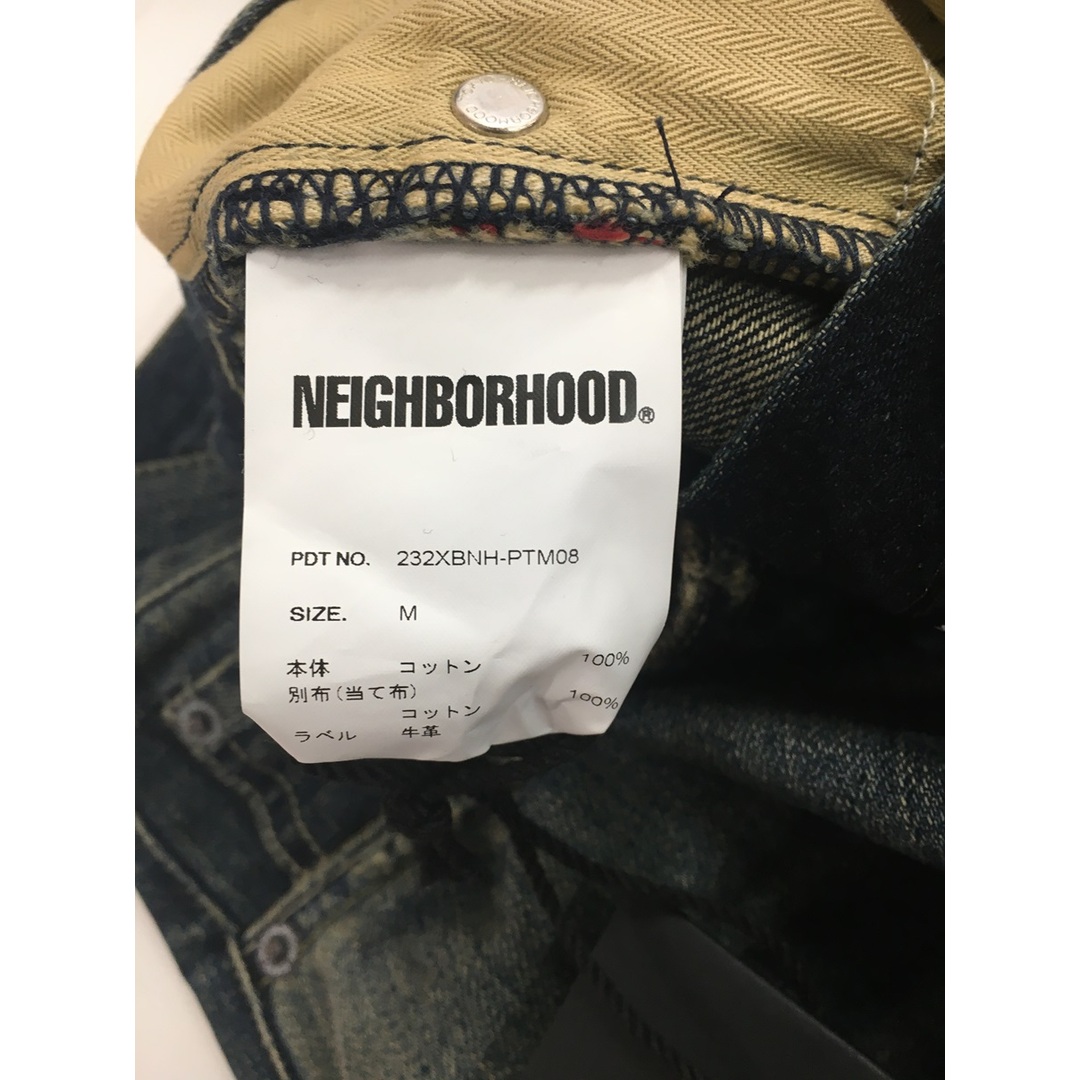 NEIGHBORHOOD®
PDT NO. 232XBNH-PTM08
SIZE. M
本体 コットン 100%
別布(当て布)
コットン 100%
ラベル 牛革